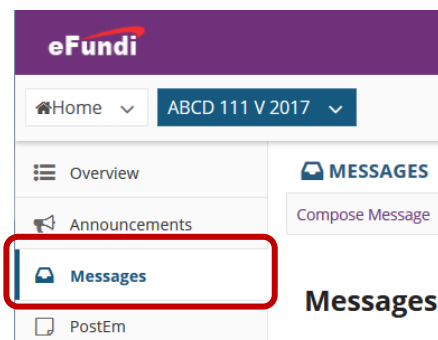 eFundi
Home
ABCD 111 V 2017
Overview
Announcements
Messages
PostEm
MESSAGES
Compose Message
Messages